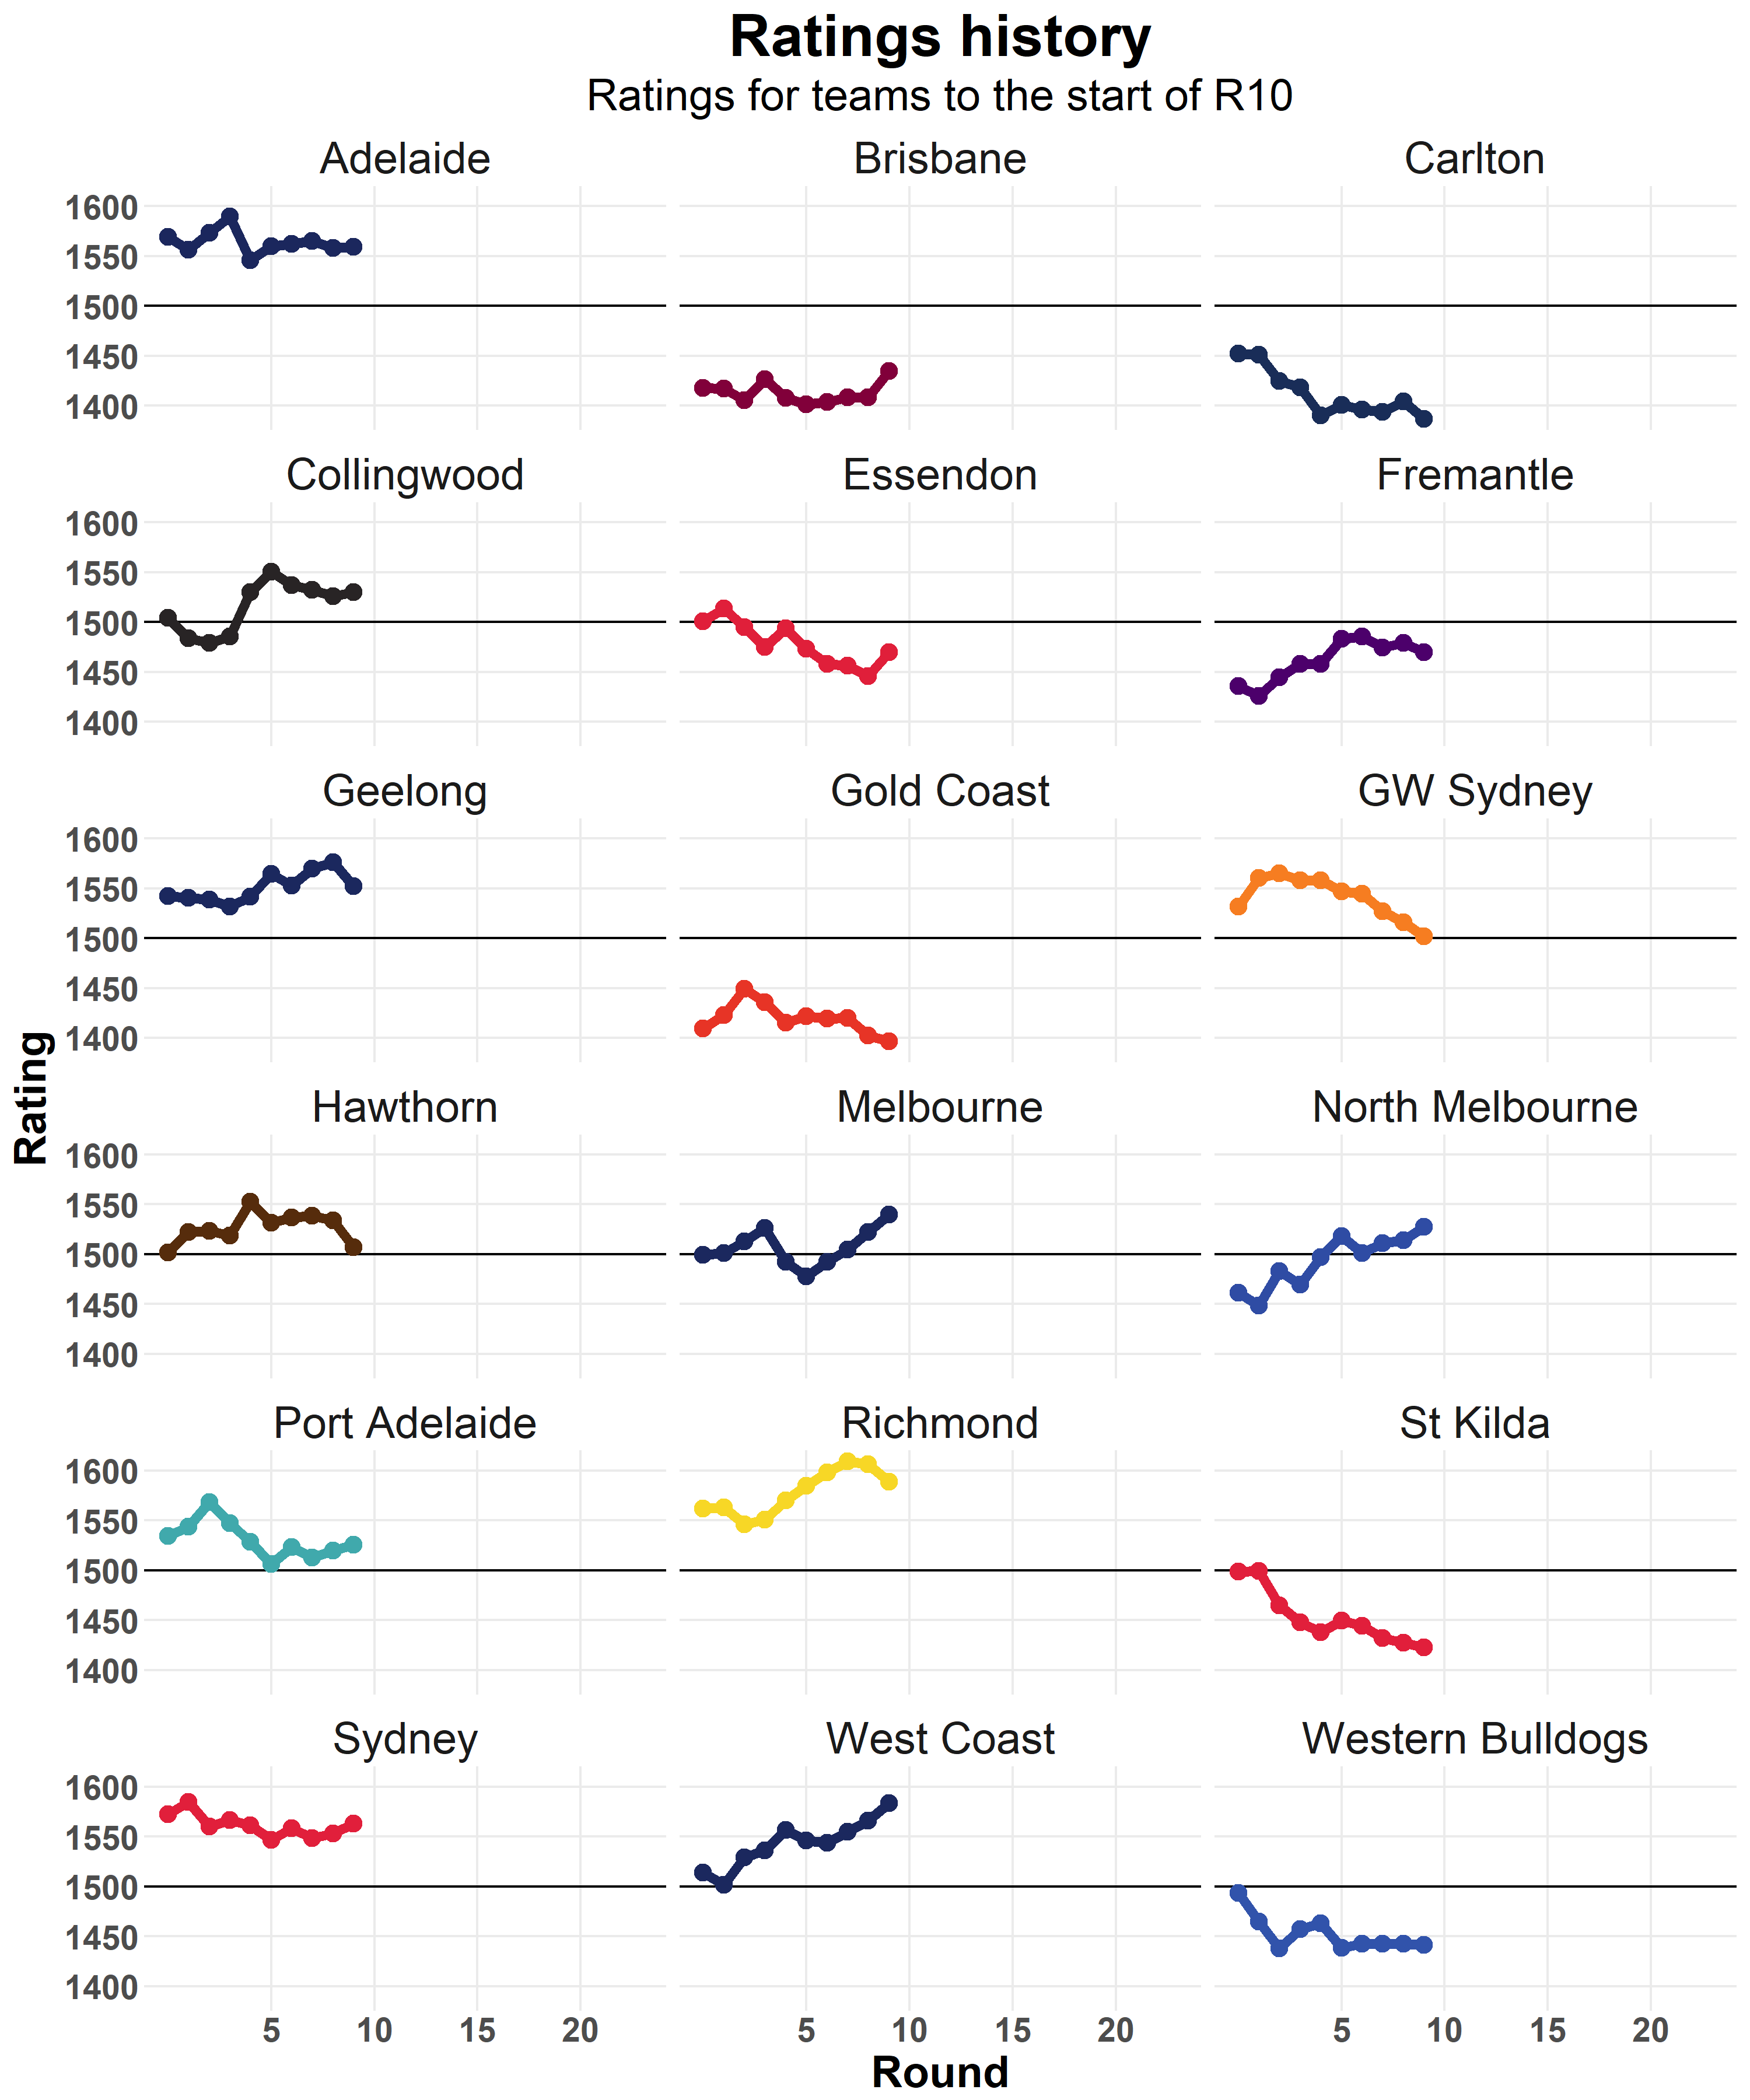 Ratings history
Ratings for teams to the start of R10
Adelaide
Brisbane
Carlton
1600
1550
1500
1450
1400
Collingwood
Essendon
Fremantle
1600
1550
1500
1450
1400
Geelong
Gold Coast
GW Sydney
1600
1550
1500
1450
1400
Rating
Hawthorn
Melbourne
North Melbourne
1600
1550
1500
1450
1400
Port Adelaide
Richmond
St Kilda
1600
1550
1500
1450
1400
Sydney
West Coast
Western Bulldogs
1600
1550
1500
1450
1400
5 10 15 20
5 10 15 20
5 10 15 20
Round